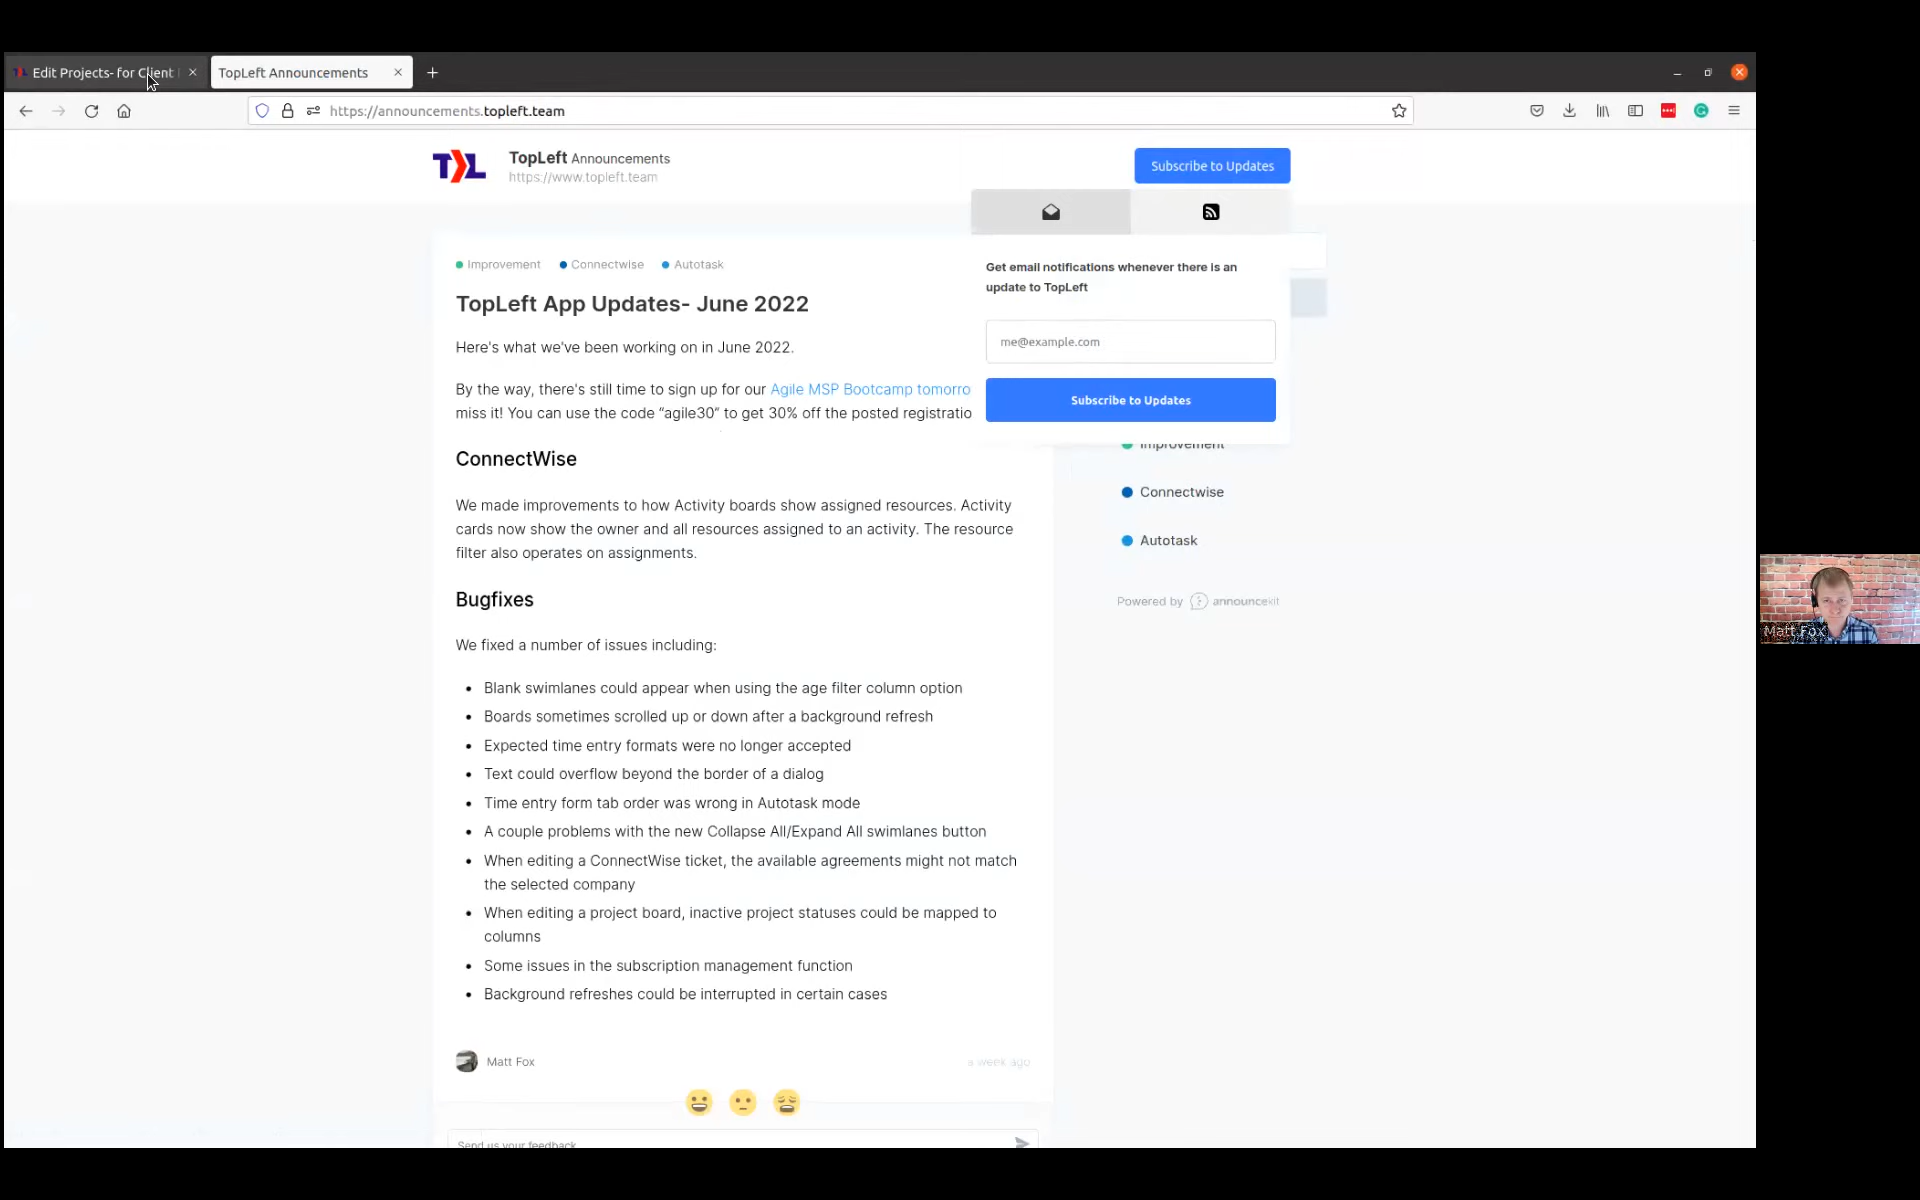 Edit Projects- for Client
TopLeft Announcements
https://announcements.topleft.team
TopLeft Announcements
https://www.topleft.team
Subscribe to Updates
Improvement
Connectwise
Autotask
TopLeft App Updates- June 2022
Here's what we've been working on in June 2022.
By the way, there's still time to sign up for our Agile MSP Bootcamp tomorro
miss it! You can use the code “agile30” to get 30% off the posted registratio
ConnectWise
We made improvements to how Activity boards show assigned resources. Activity
cards now show the owner and all resources assigned to an activity. The resource
filter also operates on assignments.
Bugfixes
We fixed a number of issues including:
Blank swimlanes could appear when using the age filter column option
Boards sometimes scrolled up or down after a background refresh
Expected time entry formats were no longer accepted
Text could overflow beyond the border of a dialog
Time entry form tab order was wrong in Autotask mode
A couple problems with the new Collapse All/Expand All swimlanes button
When editing a ConnectWise ticket, the available agreements might not match
the selected company
When editing a project board, inactive project statuses could be mapped to
columns
Some issues in the subscription management function
Background refreshes could be interrupted in certain cases
Matt Fox
a week ago
Send us your feedback
Get email notifications whenever there is an
update to TopLeft
me@example.com
Subscribe to Updates
Improvement
Connectwise
Autotask
Powered by announcekit
Matt Fox